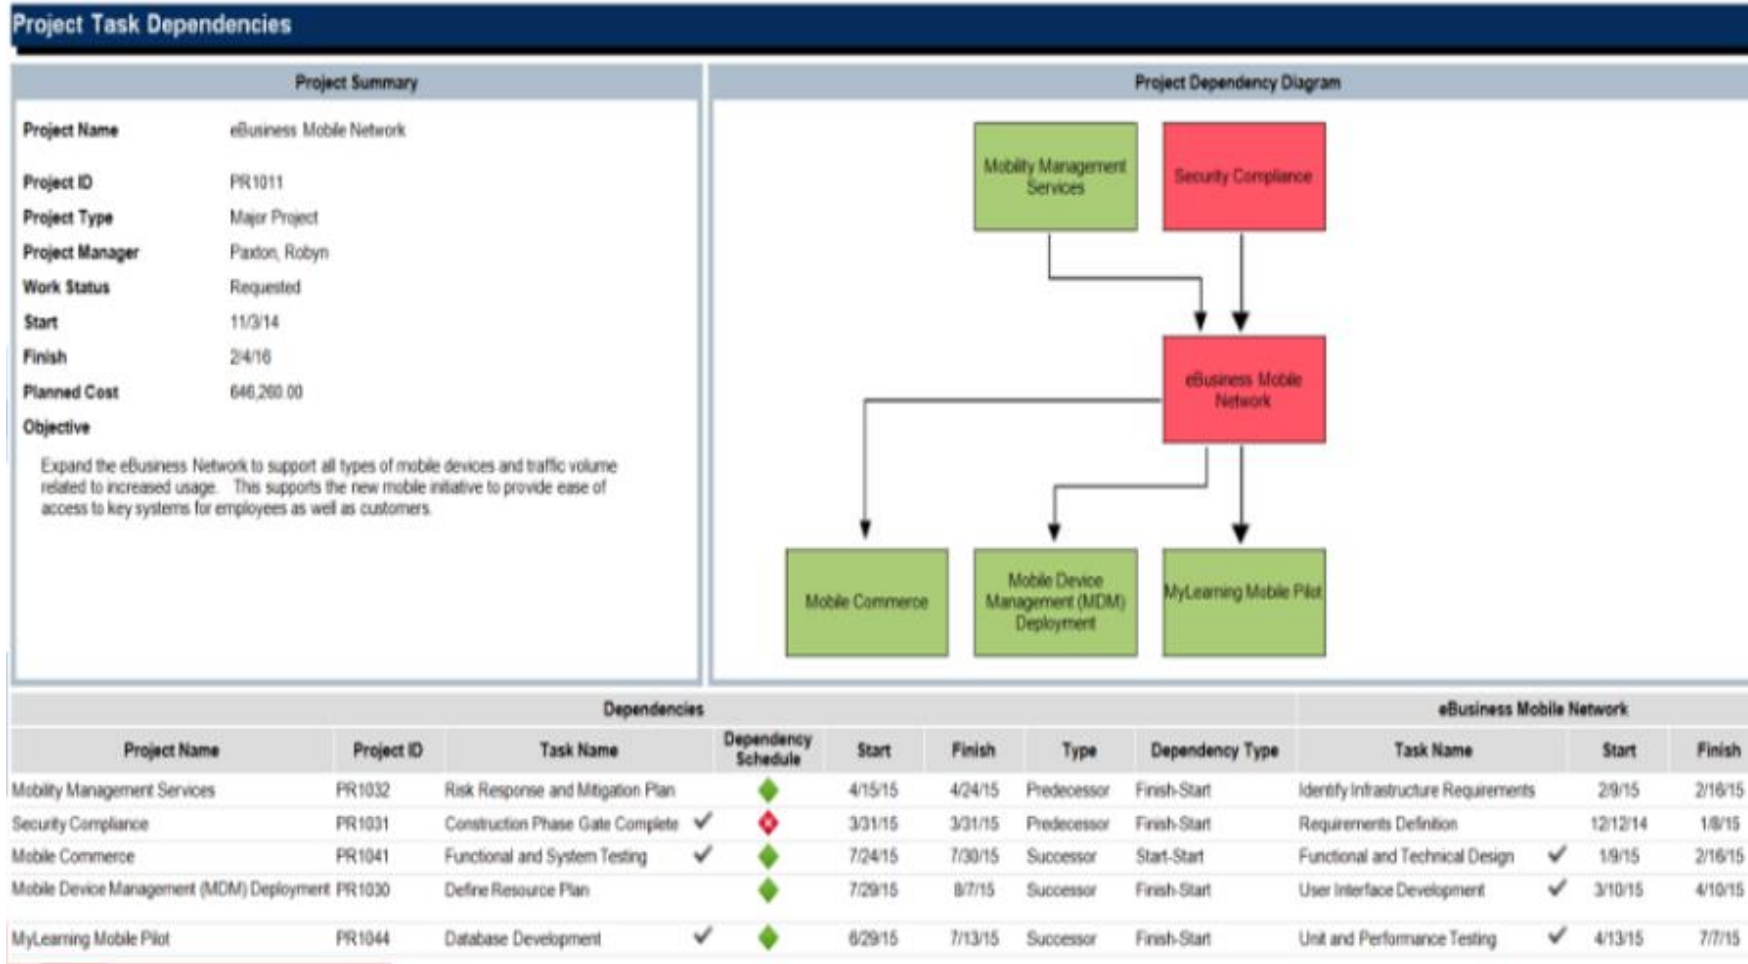 Project Task Dependencies
Project Summary
Project Name eBusiness Mobile Network
Project ID PR1011
Project Type Major Project
Project Manager Paxton, Robyn
Work Status Requested
Start 11/3/14
Finish 2/4/16
Planned Cost 646,260.00
Objective
Expand the eBusiness Network to support all types of mobile devices and traffic volume
related to increased usage. This supports the new mobile initiative to provide ease of
access to key systems for employees as well as customers.
Project Dependency Diagram
Mobility Management
Services
Security Compliance
eBusiness Mobile
Network
Mobile Commerce
Mobile Device
Management (MDM)
Deployment
MyLearning Mobile Pilot
Dependencies eBusiness Mobile Network
Project Name Project ID Task Name Dependency Schedule Start Finish Type Dependency Type Task Name Start Finish
Mobility Management Services PR1032 Risk Response and Mitigation Plan 4/15/15 4/24/15 Predecessor Finish-Start Identify Infrastructure Requirements 2/9/15 2/16/15
Security Compliance PR1031 Construction Phase Gate Complete ✓ 3/31/15 3/31/15 Predecessor Finish-Start Requirements Definition 12/12/14 1/8/15
Mobile Commerce PR1041 Functional and System Testing ✓ 7/24/15 7/30/15 Successor Start-Start Functional and Technical Design ✓ 1/9/15 2/16/15
Mobile Device Management (MDM) Deployment PR1030 Define Resource Plan 7/29/15 8/7/15 Successor Finish-Start User Interface Development ✓ 3/10/15 4/10/15
MyLearning Mobile Pilot PR1044 Database Development ✓ 6/29/15 7/13/15 Successor Finish-Start Unit and Performance Testing ✓ 4/13/15 7/7/15